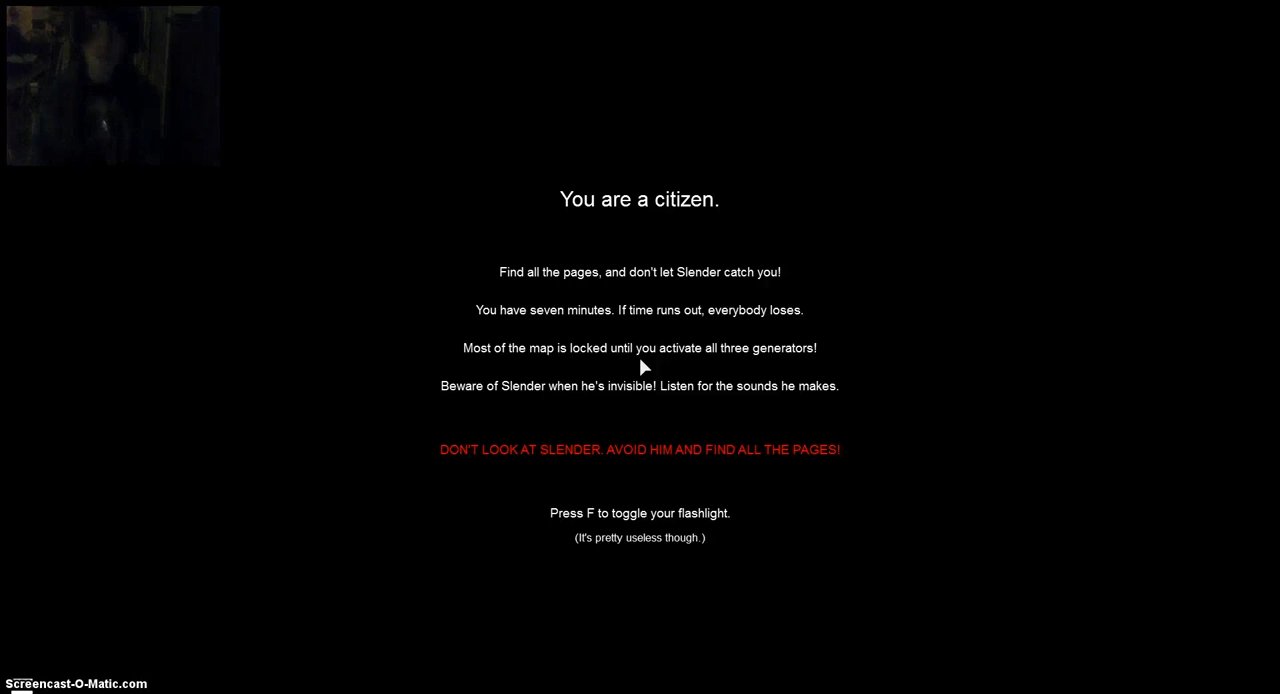 You are a citizen.
Find all the pages, and don't let Slender catch you!
You have seven minutes. If time runs out, everybody loses.
Most of the map is locked until you activate all three generators!
Beware of Slender when he's invisible! Listen for the sounds he makes.
DON'T LOOK AT SLENDER. AVOID HIM AND FIND ALL THE PAGES!
Press F to toggle your flashlight.
(It's pretty useless though.)
Screencast-O-Matic.com